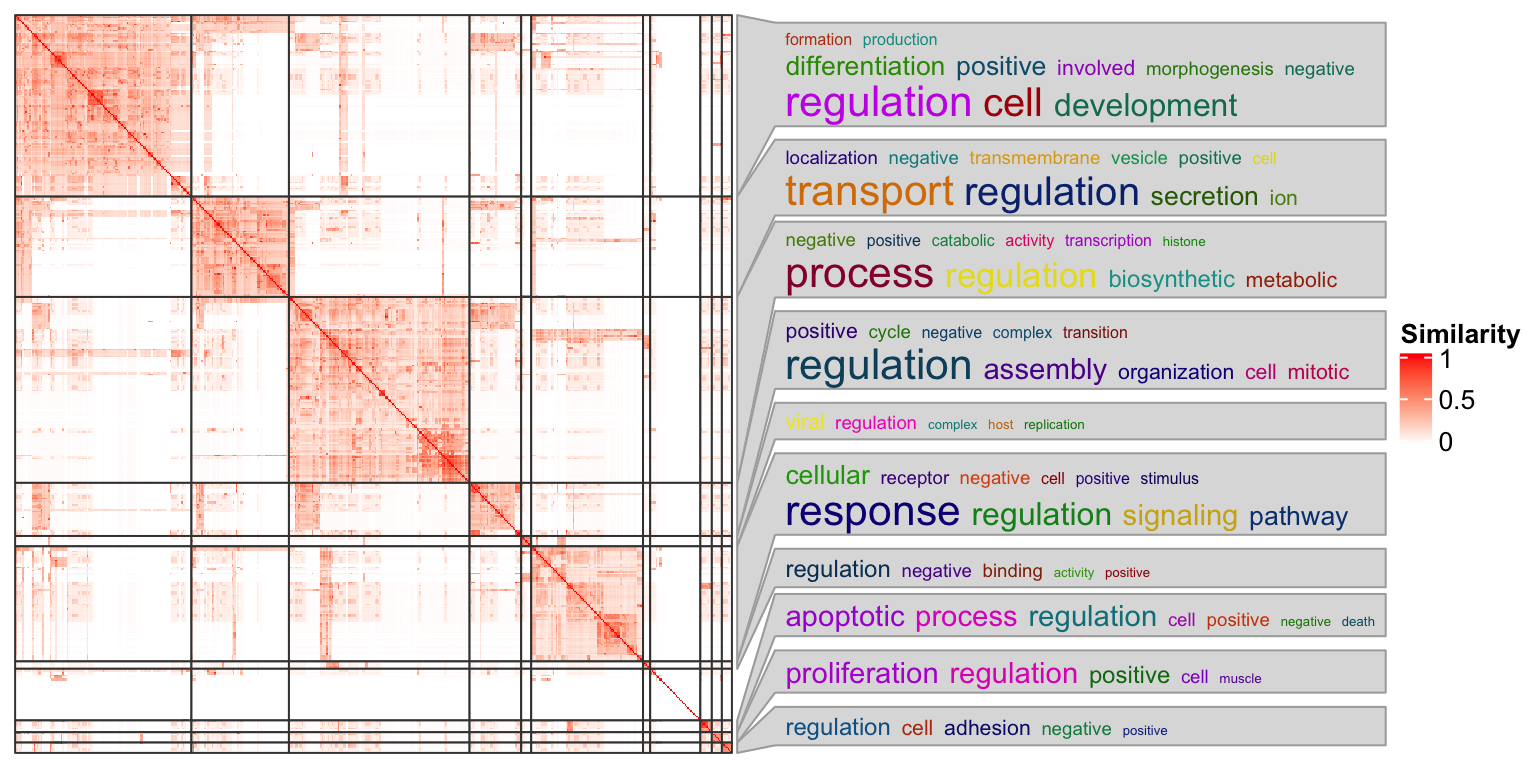 formation production
differentiation positive involved morphogenesis negative
regulation cell development
localization negative transmembrane vesicle positive cell
transport regulation secretion ion
negative positive catabolic activity transcription histone
process regulation biosynthetic metabolic
positive cycle negative complex transition
regulation assembly organization cell mitotic
viral regulation complex host replication
cellular receptor negative cell positive stimulus
response regulation signaling pathway
regulation negative binding activity positive
apoptotic process regulation cell positive negative death
proliferation regulation positive cell muscle
regulation cell adhesion negative positive
Similarity
1
0.5
0